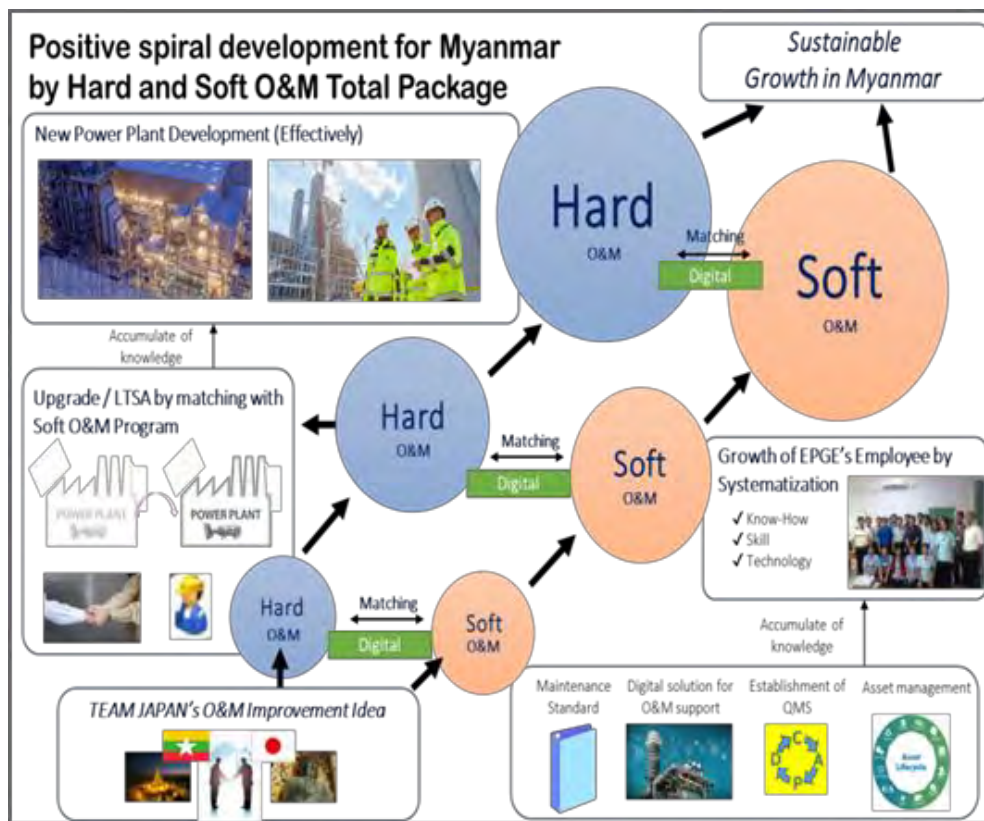 Positive spiral development for Myanmar
by Hard and Soft O&M Total Package
Sustainable
Growth in Myanmar
New Power Plant Development (Effectively)
Hard
O&M
Matching
Digital
Soft
O&M
Accumulate of
knowledge
Upgrade / LTSA by matching with
Soft O&M Program
POWER PLANT
POWER PLANT
Hard
O&M
Matching
Digital
Soft
O&M
Growth of EPGE's Employee by
Systematization
✓ Know-How
✓ Skill
✓ Technology
Hard
O&M
Matching
Digital
Soft
O&M
Accumulate of
knowledge
TEAM JAPAN's O&M Improvement Idea
Maintenance
Standard
Digital solution for
O&M support
Establishment of
QMS
C
D
A
P
Asset management
Asset
Lifecycle